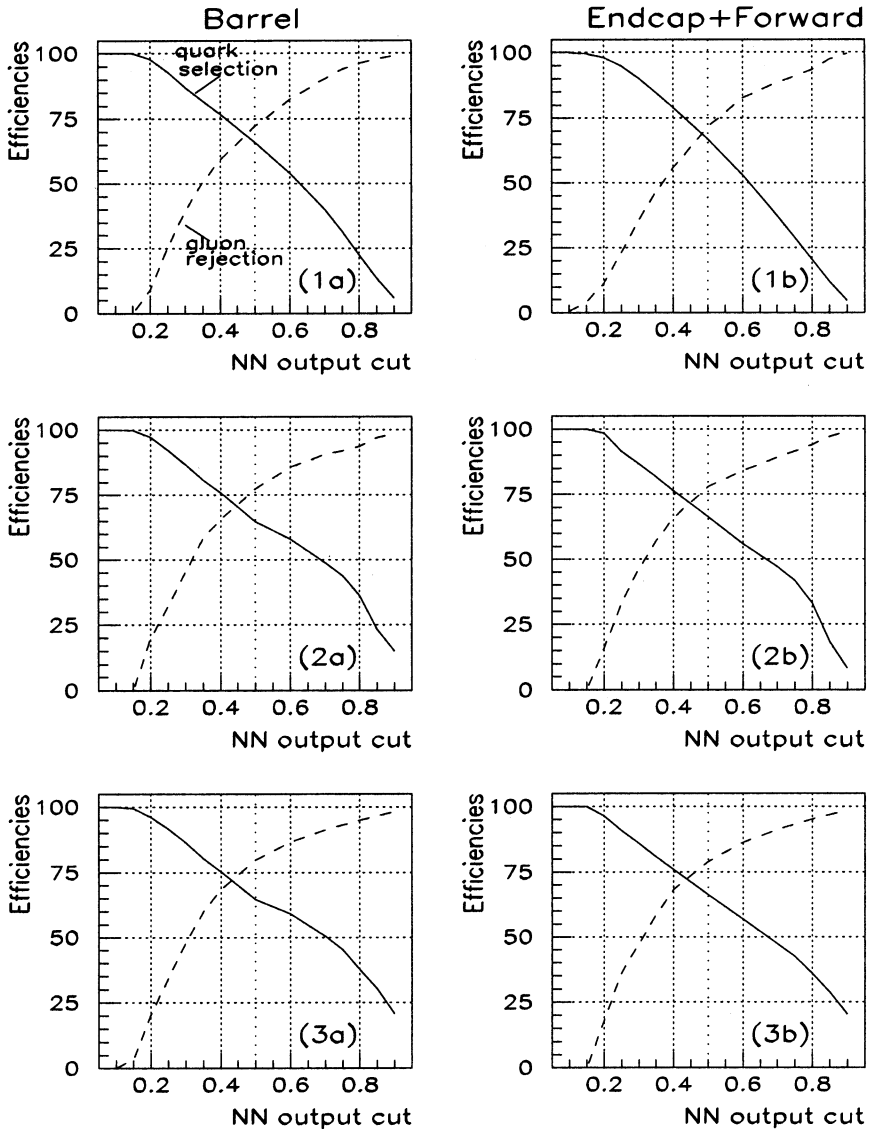 Barrel
Endcap+Forward
Efficiencies
100
75
50
25
0
quark
selection
gluon
rejection
(1a)
0.2 0.4 0.6 0.8
NN output cut
Efficiencies
100
75
50
25
0
(1b)
0.2 0.4 0.6 0.8
NN output cut
Efficiencies
100
75
50
25
0
(2a)
0.2 0.4 0.6 0.8
NN output cut
Efficiencies
100
75
50
25
0
(2b)
0.2 0.4 0.6 0.8
NN output cut
Efficiencies
100
75
50
25
0
(3a)
0.2 0.4 0.6 0.8
NN output cut
Efficiencies
100
75
50
25
0
(3b)
0.2 0.4 0.6 0.8
NN output cut